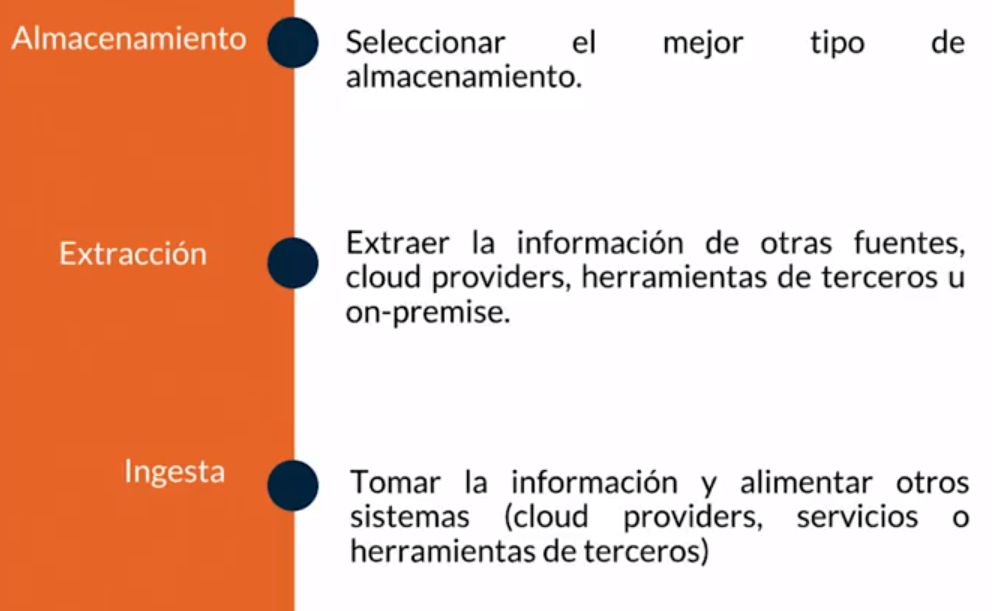 Almacenamiento
Seleccionar el mejor tipo de
almacenamiento.
Extracción
Extraer la información de otras fuentes,
cloud providers, herramientas de terceros u
on-premise.
Ingesta
Tomar la información y alimentar otros
sistemas (cloud providers, servicios o
herramientas de terceros)